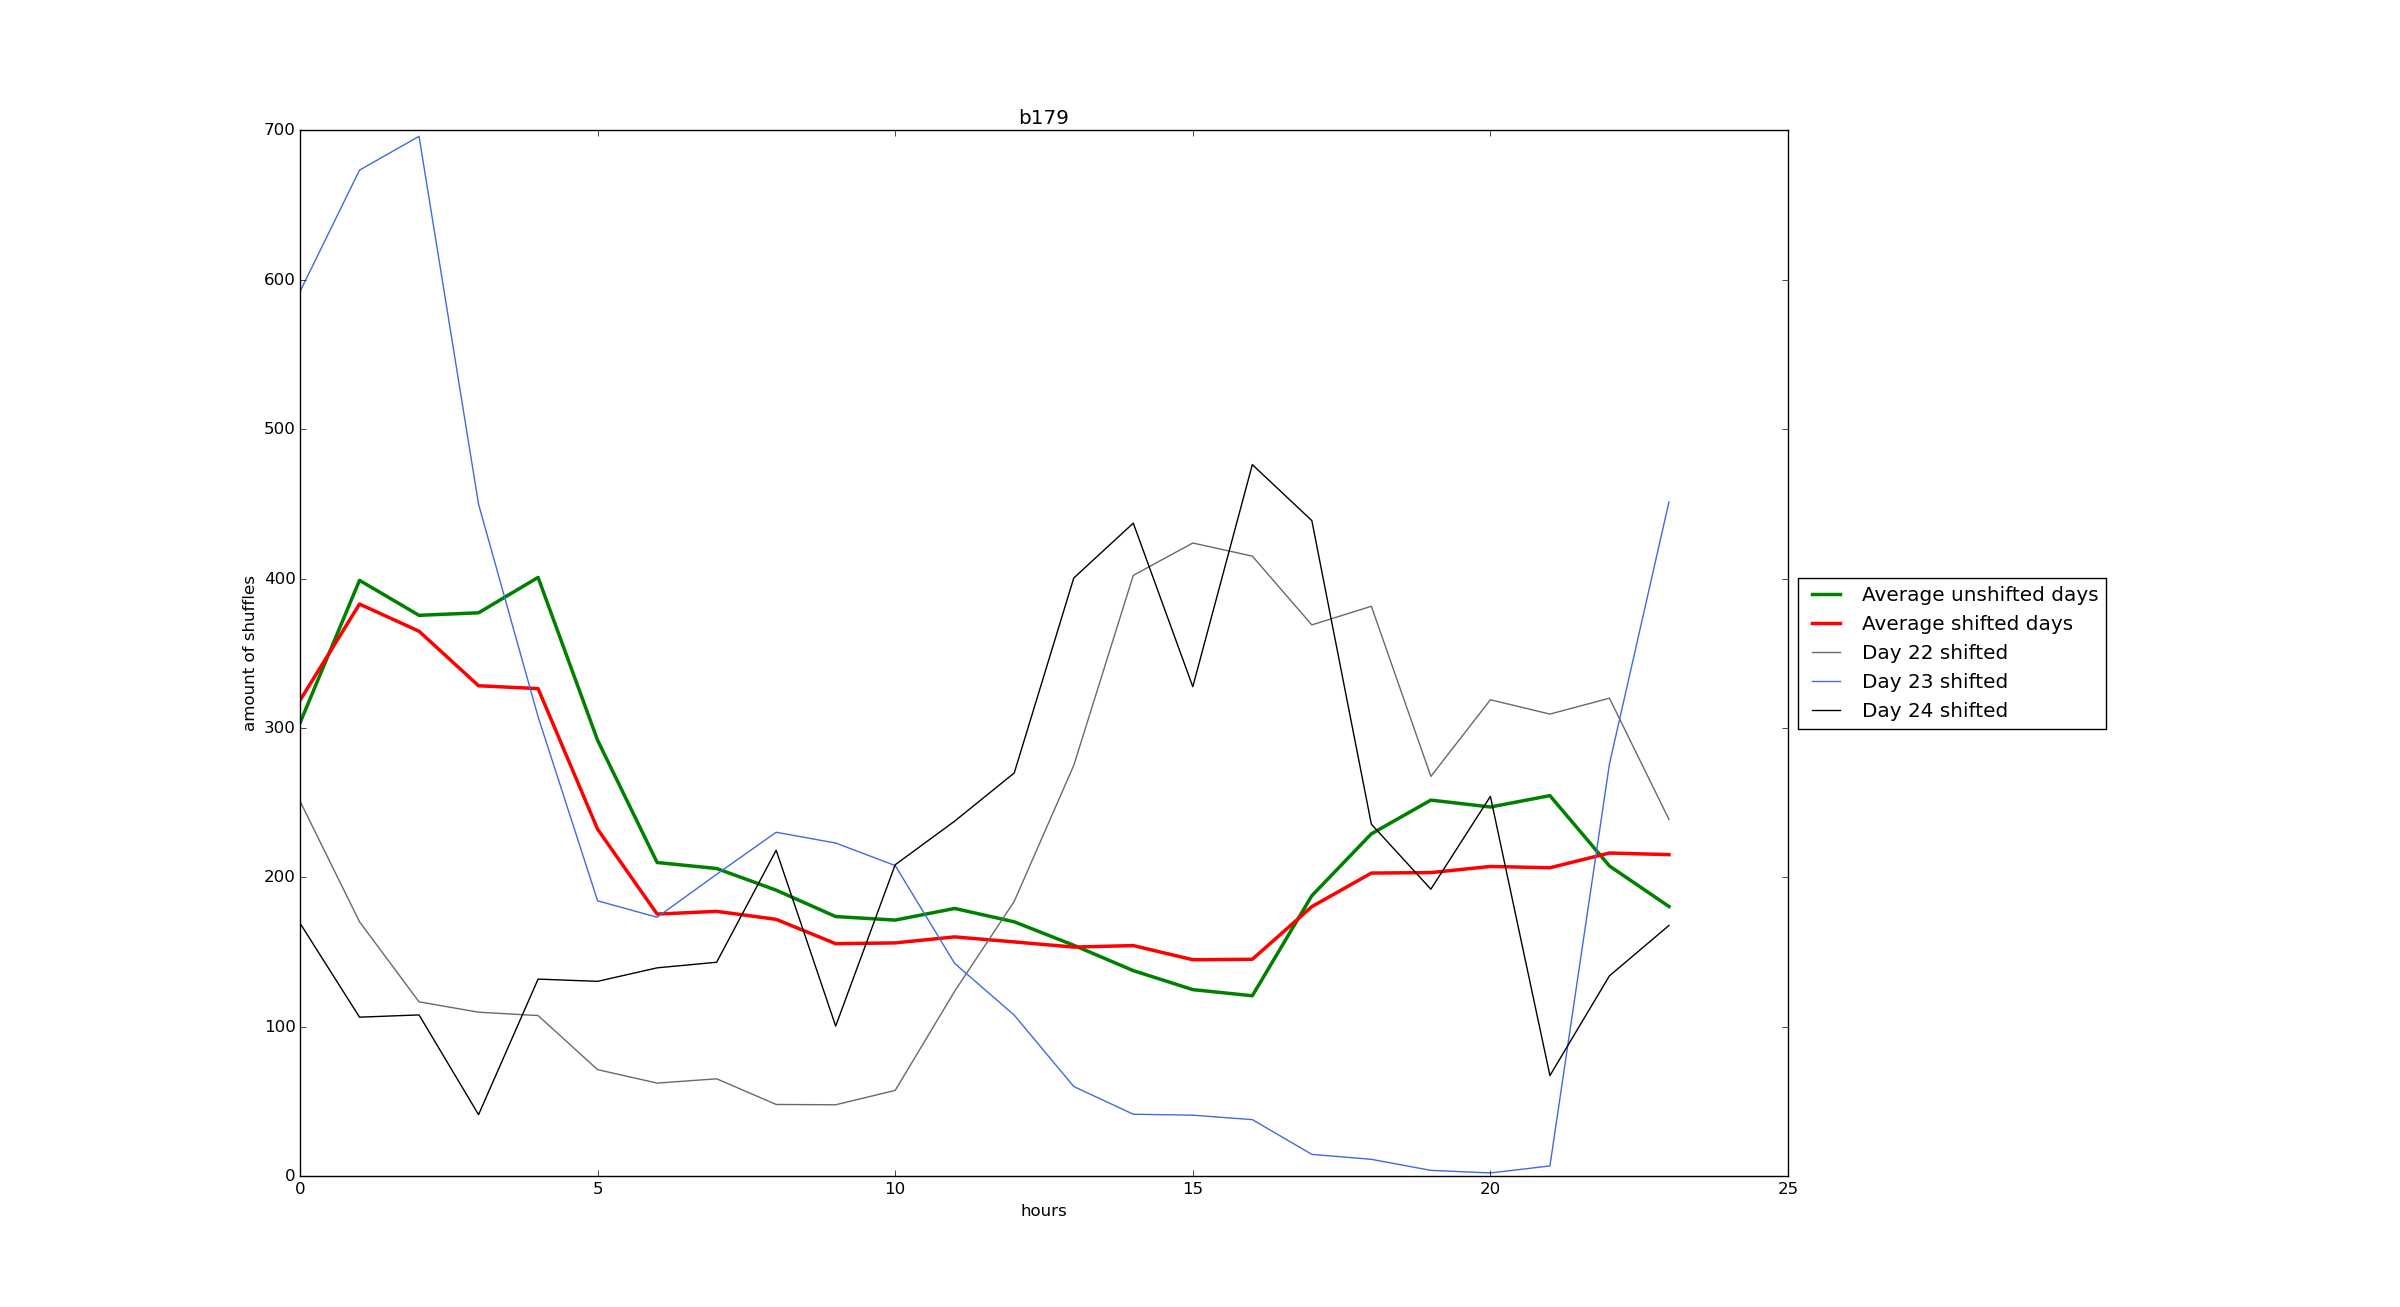 b179
700
600
500
400
300
200
100
0
amount of shuffles
0 5 10 15 20 25
hours
Average unshifted days
Average shifted days
Day 22 shifted
Day 23 shifted
Day 24 shifted